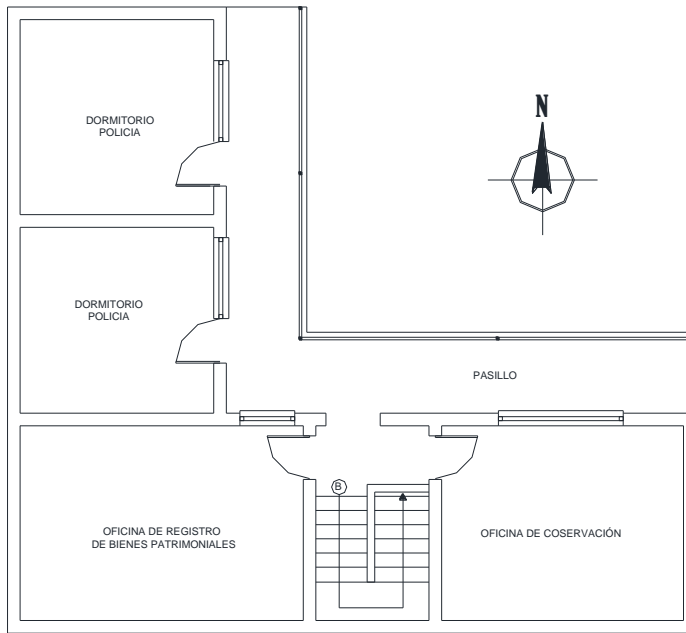 N
DORMITORIO
POLICIA
DORMITORIO
POLICIA
PASILLO
B
OFICINA DE REGISTRO
DE BIENES PATRIMONIALES
OFICINA DE COSERVACIÓN